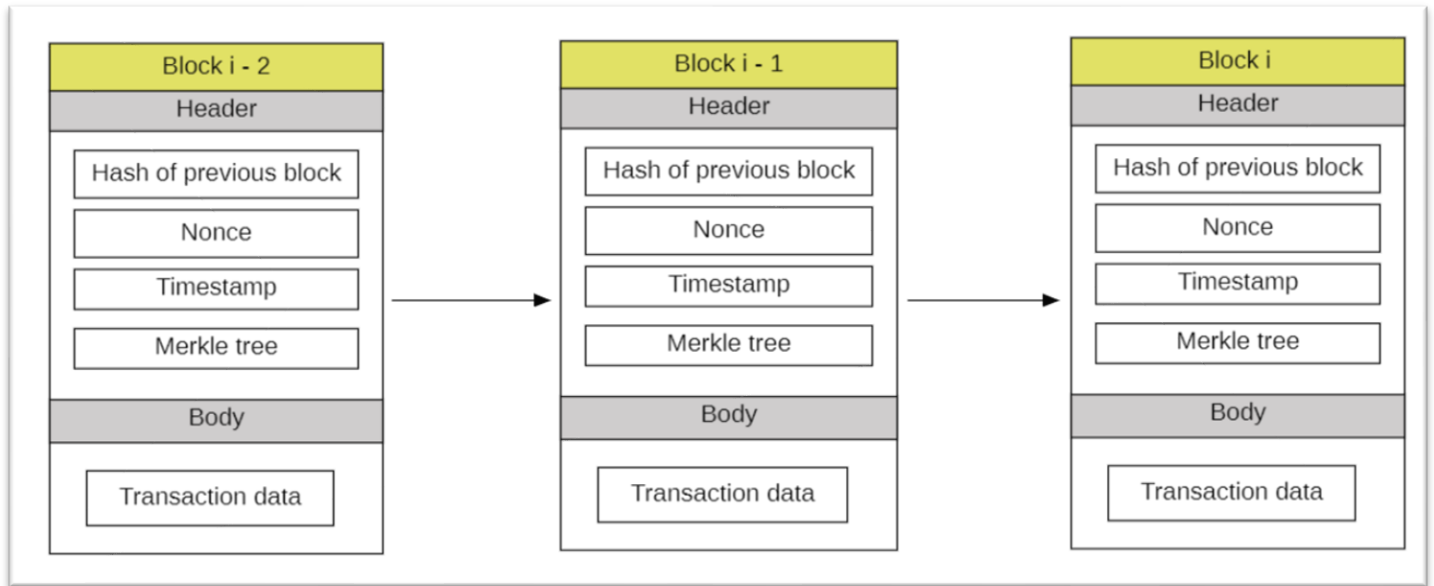 Block i - 2
Header
Hash of previous block
Nonce
Timestamp
Merkle tree
Body
Transaction data
Block i - 1
Header
Hash of previous block
Nonce
Timestamp
Merkle tree
Body
Transaction data
Block i
Header
Hash of previous block
Nonce
Timestamp
Merkle tree
Body
Transaction data